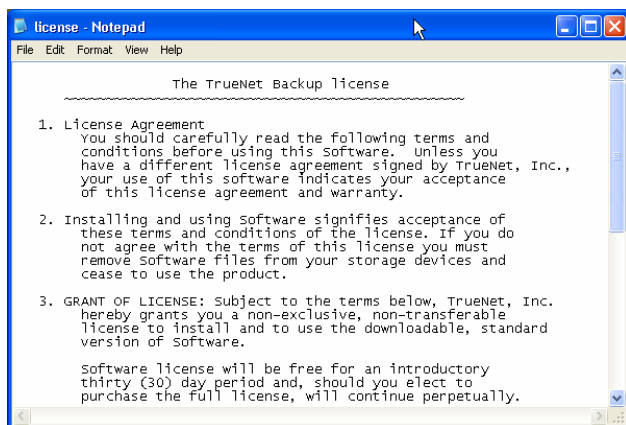 license - Notepad
File Edit Format View Help
The TrueNet Backup license
~~~~~~~~~~~~~~~~~~~~~~~~~~~~~~~~~~~~~~~~~~~~~~~~~~
1. License Agreement
You should carefully read the following terms and
conditions before using this Software. Unless you
have a different license agreement signed by TrueNet, Inc.,
your use of this software indicates your acceptance
of this license agreement and warranty.
2. Installing and using Software signifies acceptance of
these terms and conditions of the license. If you do
not agree with the terms of this license you must
remove Software files from your storage devices and
cease to use the product.
3. GRANT OF LICENSE: Subject to the terms below, TrueNet, Inc.
hereby grants you a non-exclusive, non-transferable
license to install and to use the downloadable, standard
version of Software.
Software license will be free for an introductory
thirty (30) day period and, should you elect to
purchase the full license, will continue perpetually.